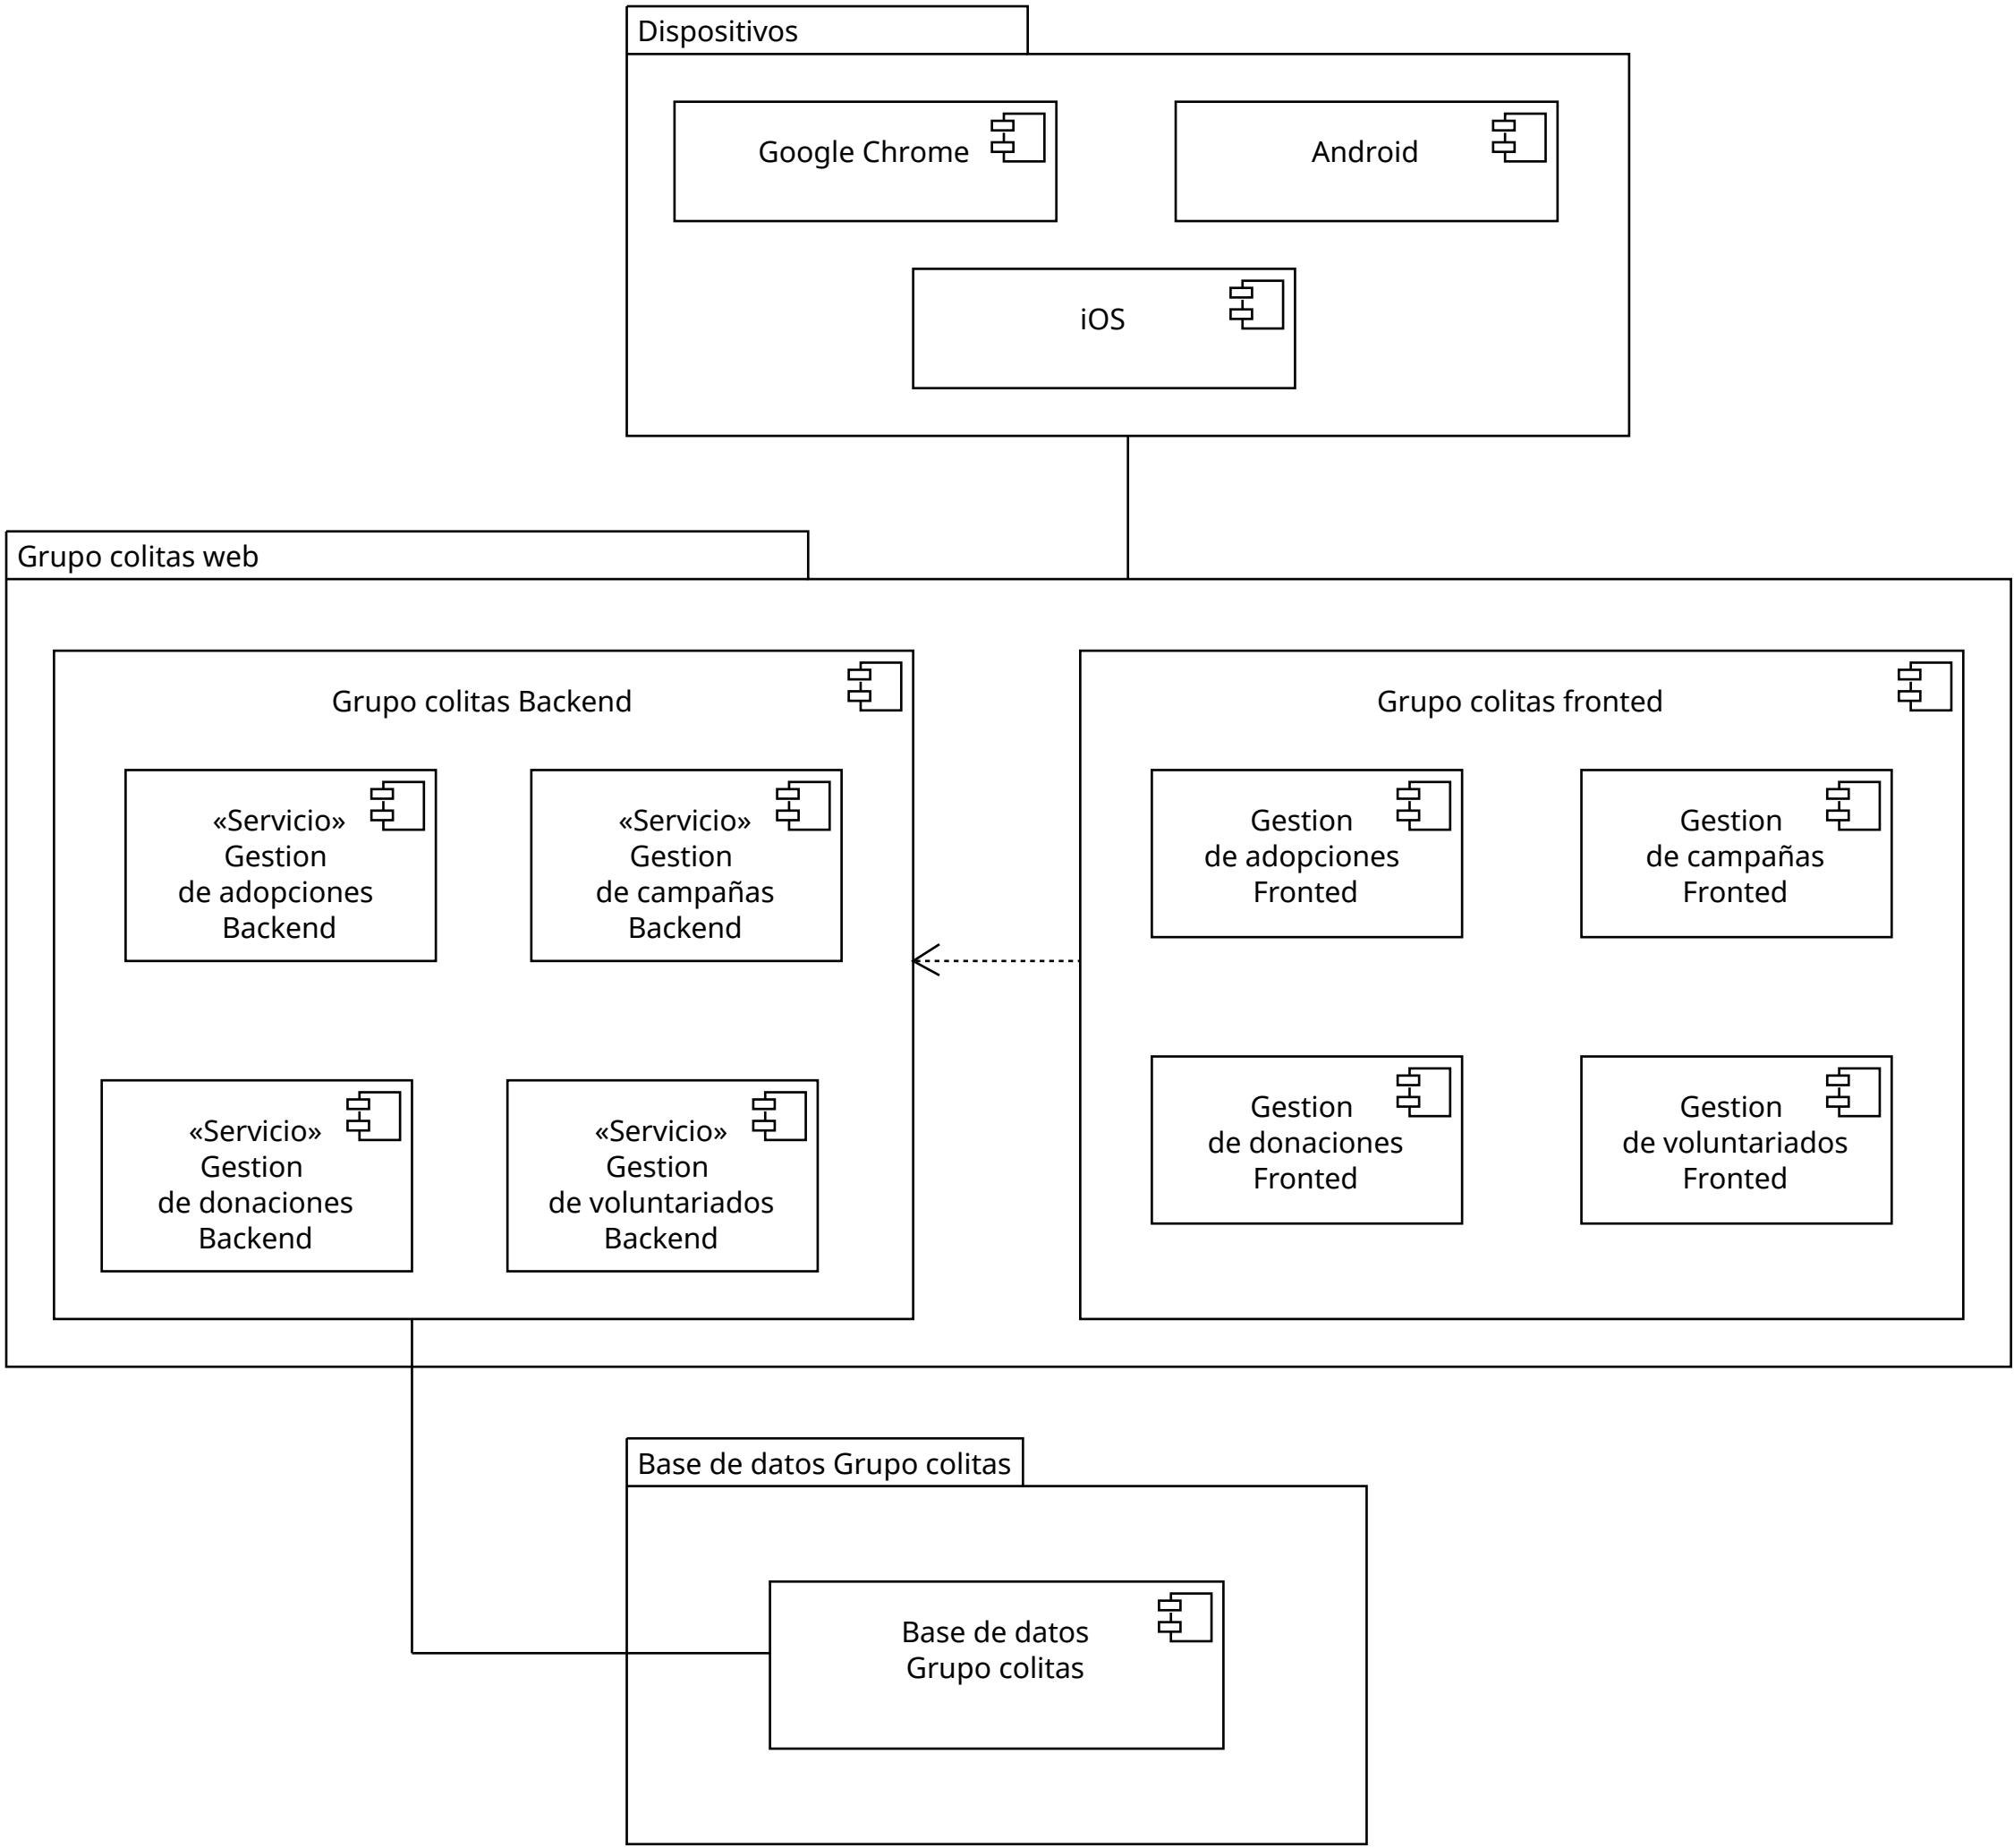 Dispositivos
Google Chrome
Android
iOS
Grupo colitas web
Grupo colitas Backend
«Servicio»
Gestion
de adopciones
Backend
«Servicio»
Gestion
de campañas
Backend
«Servicio»
Gestion
de donaciones
Backend
«Servicio»
Gestion
de voluntariados
Backend
Grupo colitas fronted
Gestion
de adopciones
Fronted
Gestion
de campañas
Fronted
Gestion
de donaciones
Fronted
Gestion
de voluntariados
Fronted
Base de datos Grupo colitas
Base de datos
Grupo colitas